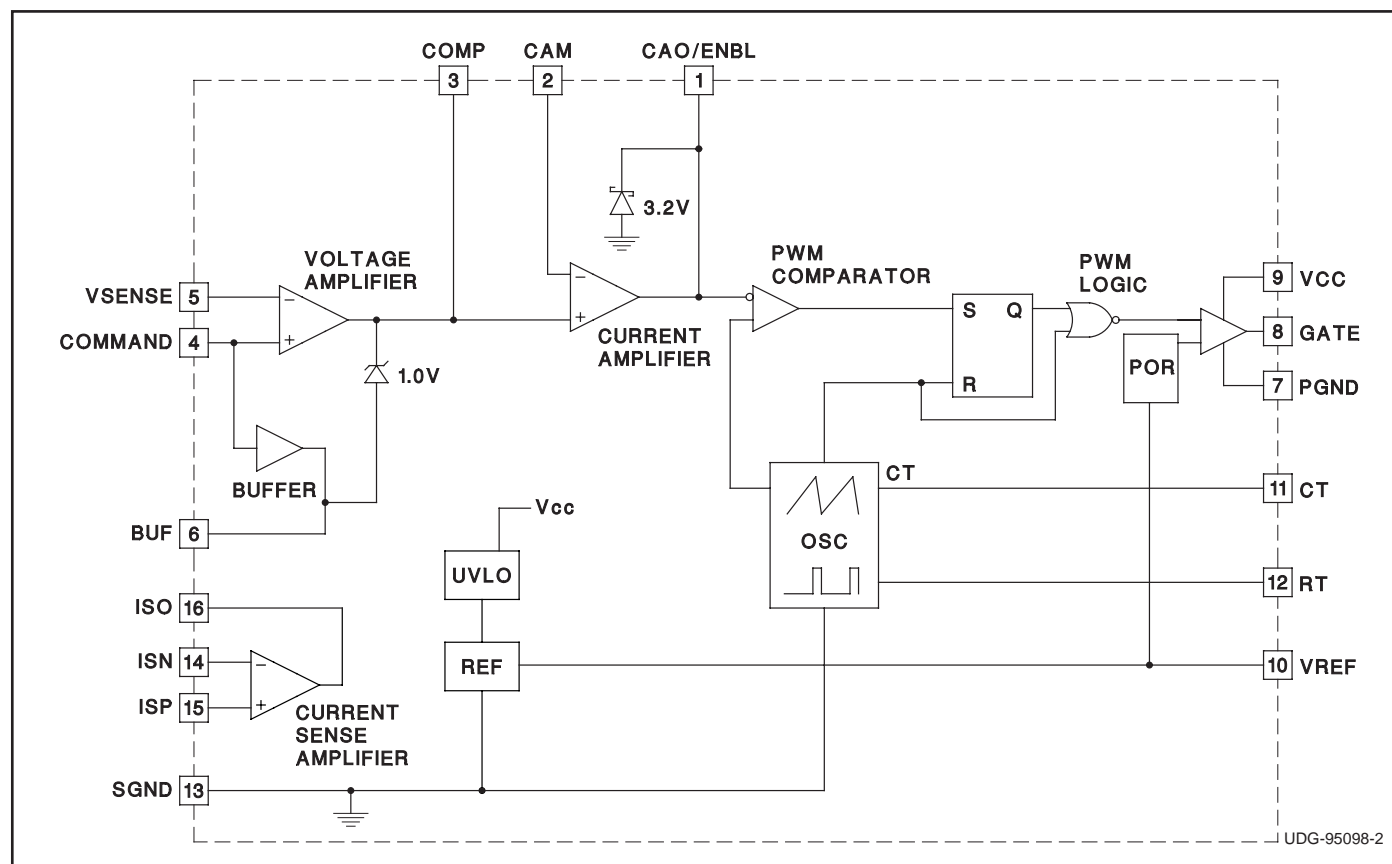 COMP
CAM
CAO/ENBL
3
2
1
3.2V
VOLTAGE
AMPLIFIER
PWM
COMPARATOR
PWM
LOGIC
VSENSE 5
-
+
COMMAND 4
1.0V
-
+
CURRENT
AMPLIFIER
S Q
R
POR
9 VCC
8 GATE
7 PGND
BUFFER
BUF 6
CT
OSC
11 CT
12 RT
Vcc
UVLO
REF
10 VREF
ISO 16
ISN 14
-
ISP 15
+
CURRENT
SENSE
AMPLIFIER
SGND 13
UDG-95098-2